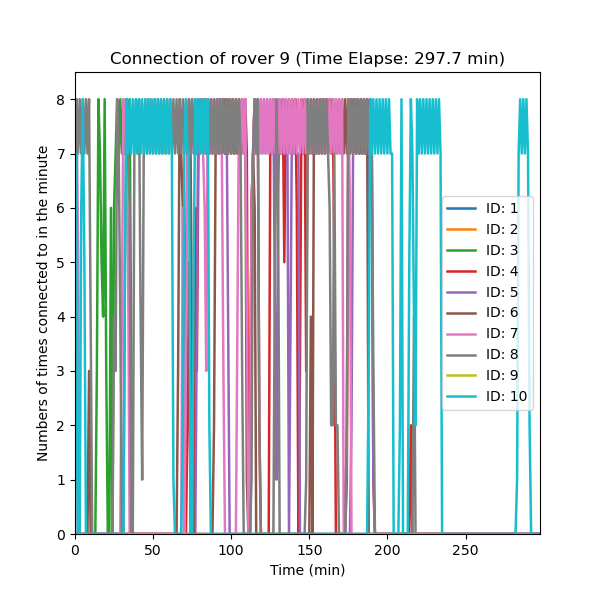 Connection of rover 9 (Time Elapse: 297.7 min)
Numbers of times connected to in the minute
8
7
6
5
4
3
2
1
0
ID: 1
ID: 2
ID: 3
ID: 4
ID: 5
ID: 6
ID: 7
ID: 8
ID: 9
ID: 10
0 50 100 150 200 250
Time (min)